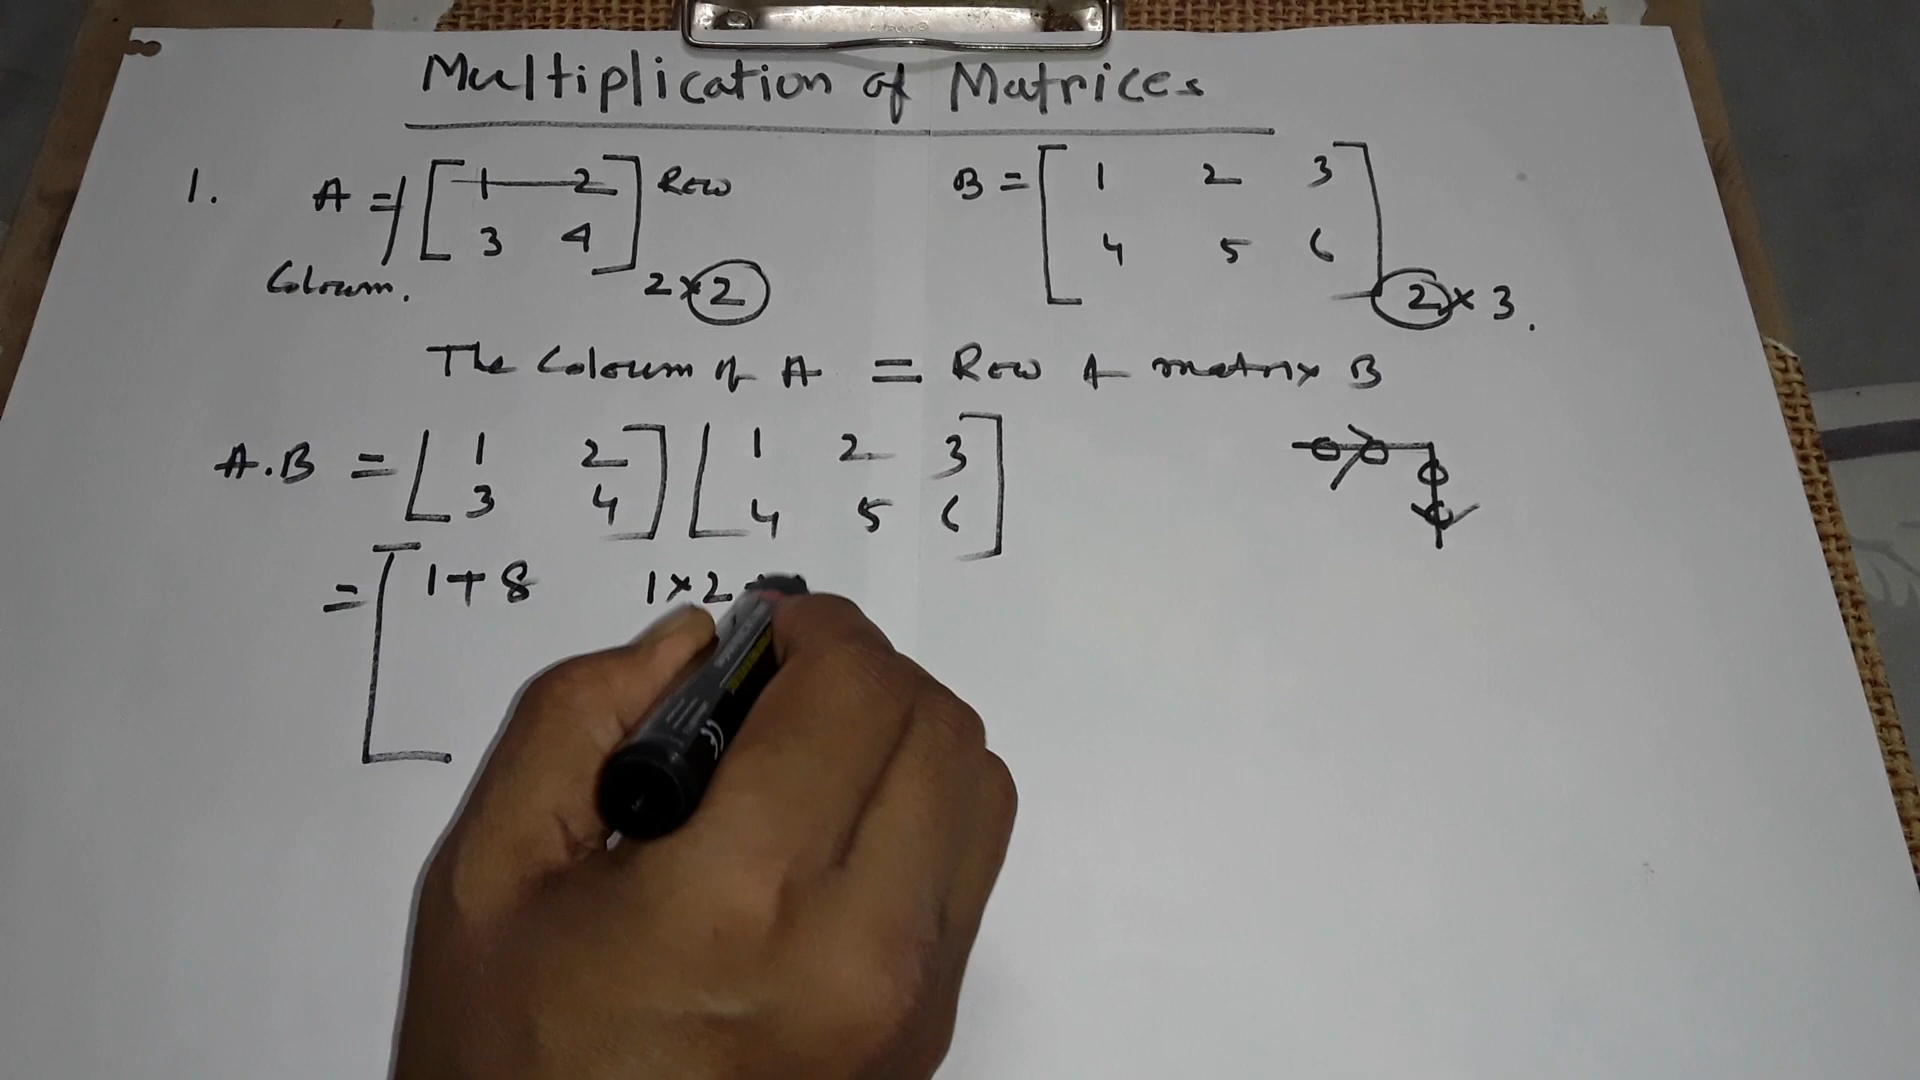 Multiplication of Matrices
1. A = [ 1 2 ] Row B = [ 1 2 3 ]
3 4 4 5 6
Coloum. 2 × 2 2 × 3.
The Coloum of A = Row of matrix B
A.B = [ 1 2 ] [ 1 2 3 ]
3 4 4 5 6
= [ 1+8 1×2